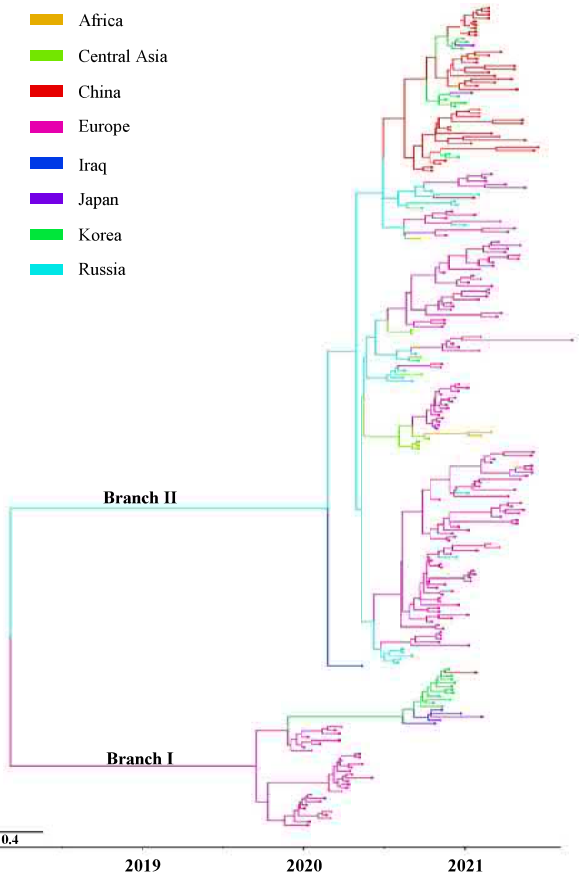 Africa
Central Asia
China
Europe
Iraq
Japan
Korea
Russia
Branch II
Branch I
0.4
2019 2020 2021